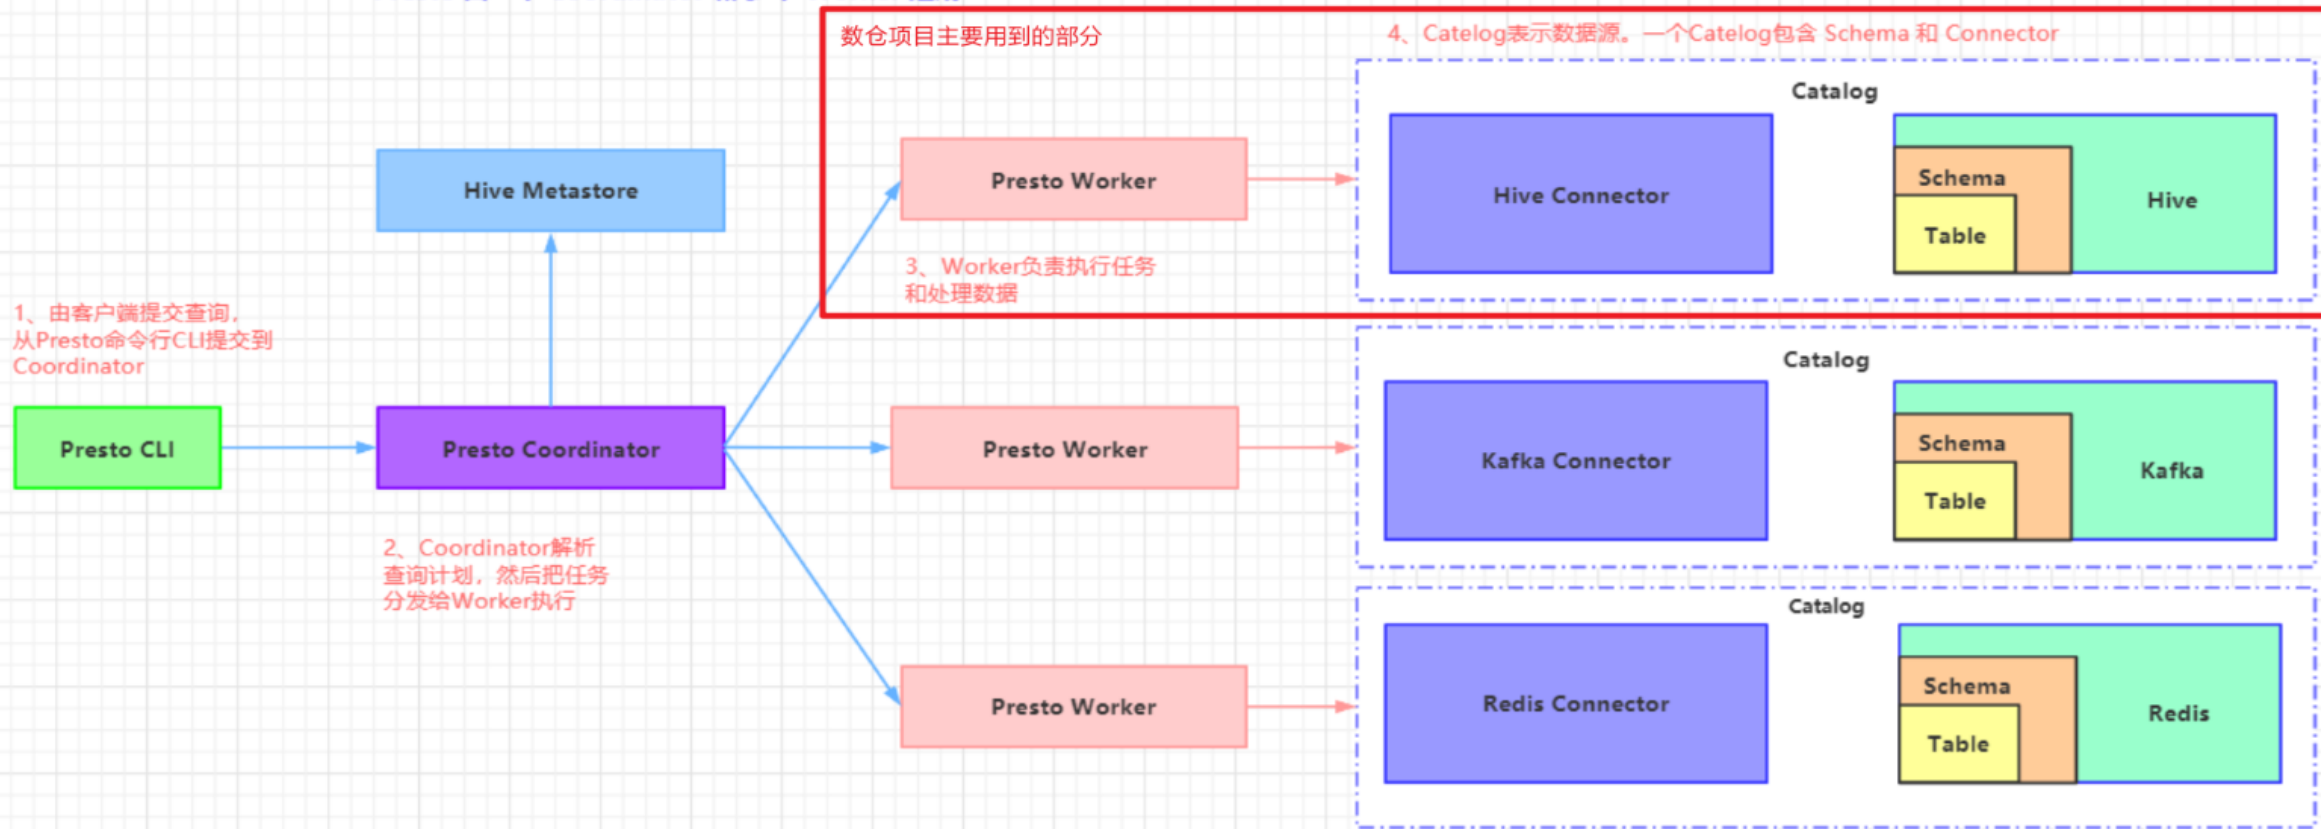 数仓项目主要用到的部分
4、Catelog表示数据源。一个Catelog包含 Schema 和 Connector
Catalog
Hive Metastore
Presto Worker
Hive Connector
Schema
Table
Hive
3、Worker负责执行任务
和处理数据
1、由客户端提交查询，
从Presto命令行CLI提交到
Coordinator
Presto CLI
Presto Coordinator
Presto Worker
Catalog
Kafka Connector
Schema
Table
Kafka
2、Coordinator解析
查询计划，然后把任务
分发给Worker执行
Presto Worker
Catalog
Redis Connector
Schema
Table
Redis